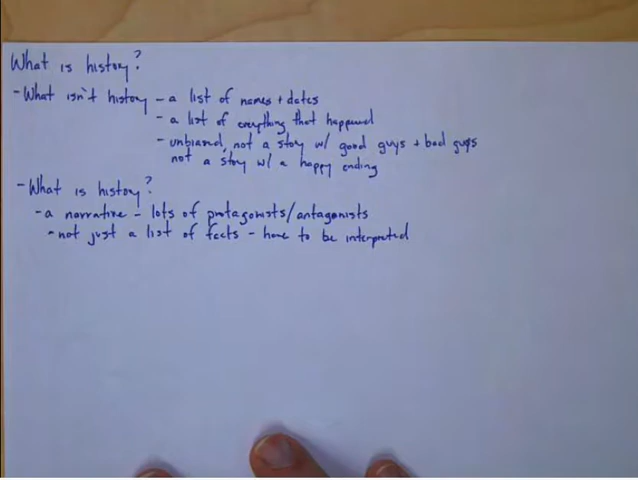 What is history?
- What isn't history - a list of names + dates
- a list of everything that happened
- unbiased, not a story w/ good guys + bad guys
not a story w/ a happy ending
- What is history?
- a narrative - lots of protagonists/antagonists
- not just a list of facts - have to be interpreted